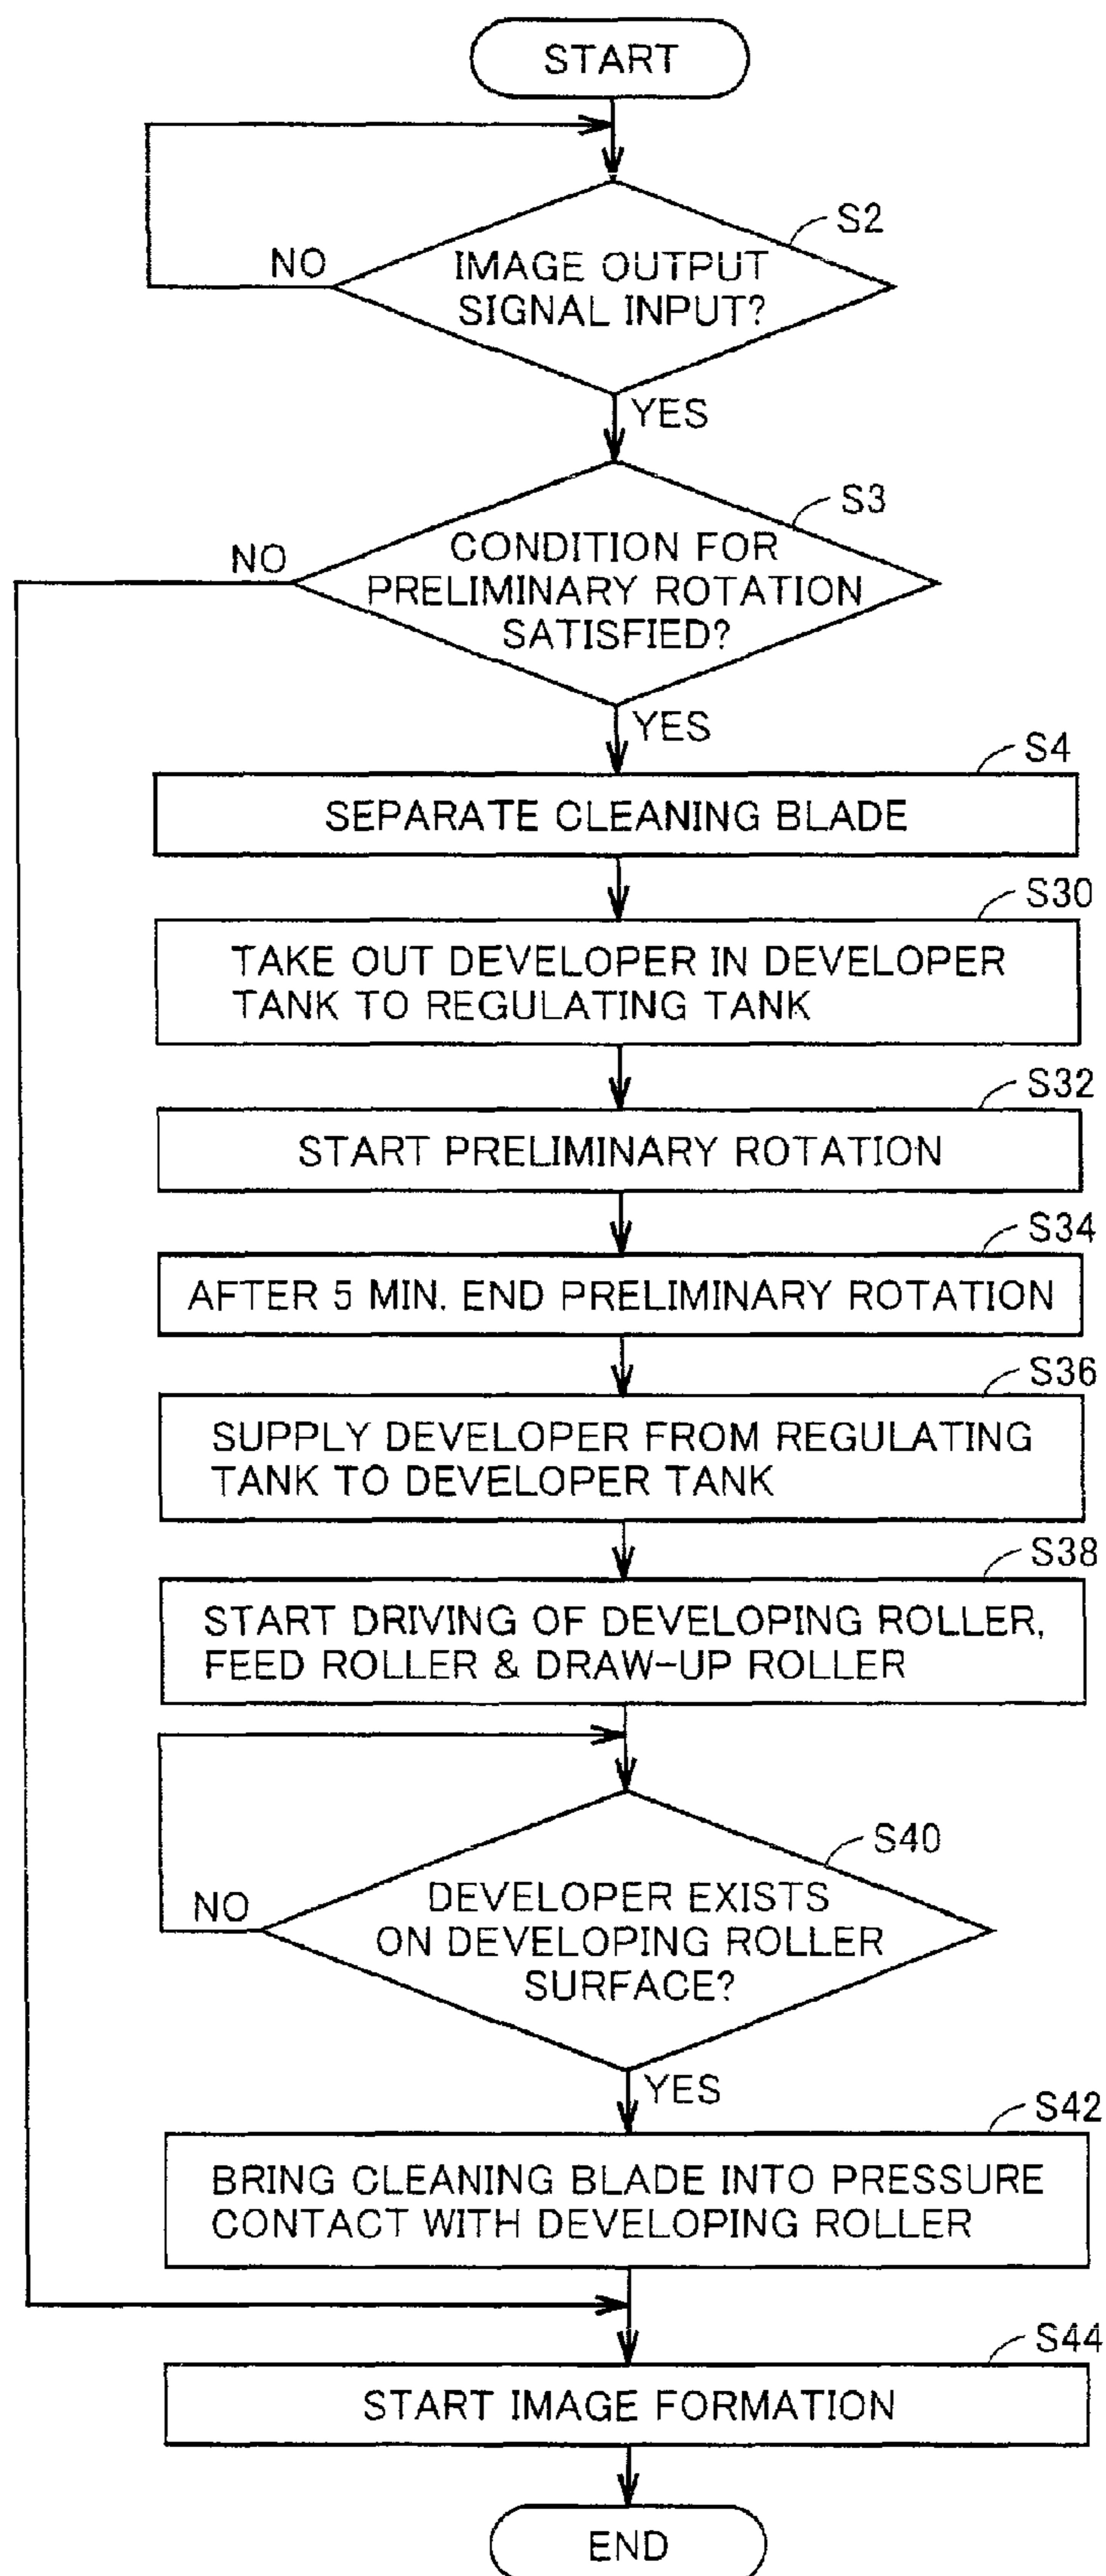 START
S2
NO
IMAGE OUTPUT
SIGNAL INPUT?
YES
S3
NO
CONDITION FOR
PRELIMINARY ROTATION
SATISFIED?
YES
S4
SEPARATE CLEANING BLADE
S30
TAKE OUT DEVELOPER IN DEVELOPER
TANK TO REGULATING TANK
S32
START PRELIMINARY ROTATION
S34
AFTER 5 MIN. END PRELIMINARY ROTATION
S36
SUPPLY DEVELOPER FROM REGULATING
TANK TO DEVELOPER TANK
S38
START DRIVING OF DEVELOPING ROLLER,
FEED ROLLER & DRAW-UP ROLLER
S40
NO
DEVELOPER EXISTS
ON DEVELOPING ROLLER
SURFACE?
YES
S42
BRING CLEANING BLADE INTO PRESSURE
CONTACT WITH DEVELOPING ROLLER
S44
START IMAGE FORMATION
END